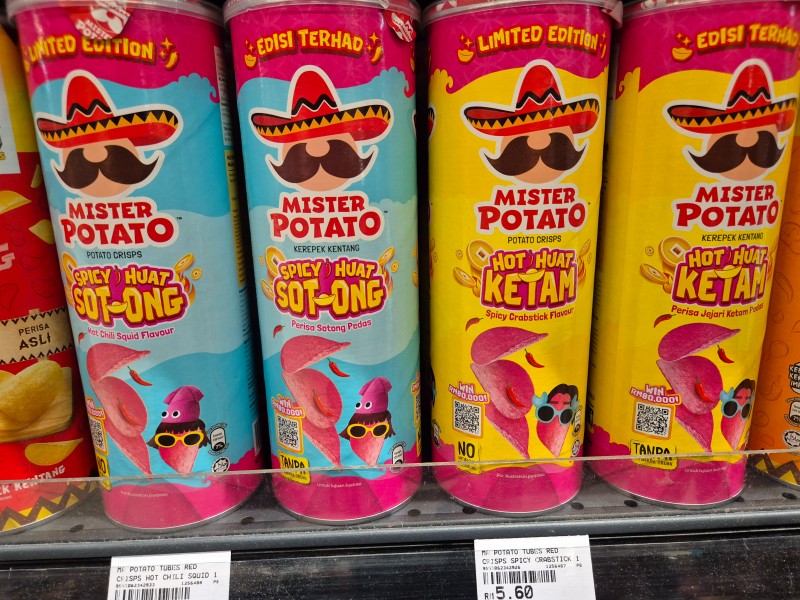 LIMITED EDITION
MISTER
POTATO
POTATO CRISPS
SPICY HUAT
SOT-ONG
Hot Chili Squid Flavour
EDISI TERHAD
MISTER
POTATO
KEREPEK KENTANG
SPICY HUAT
SOT-ONG
Perisa Sotong Pedas
WIN
RM80,000!
TANPA
LIMITED EDITION
MISTER
POTATO
POTATO CRISPS
HOT HUAT
KETAM
Spicy Crabstick Flavour
WIN
RM80,000!
NO
EDISI TERHAD
MISTER
POTATO
KEREPEK KENTANG
HOT HUAT
KETAM
Perisa Jejari Ketam Pedas
WIN
RM80,000!
TANPA
PERISA
ASLI
KENTANG
MR POTATO TUBES RED
CRISPS HOT CHILI SQUID 1
MR POTATO TUBES RED
CRISPS SPICY CRABSTICK 1
RM5.60